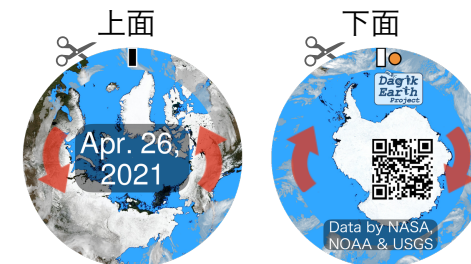 上面
下面
Dagik
Earth
Project
Apr. 26,
2021
Data by NASA,
NOAA & USGS